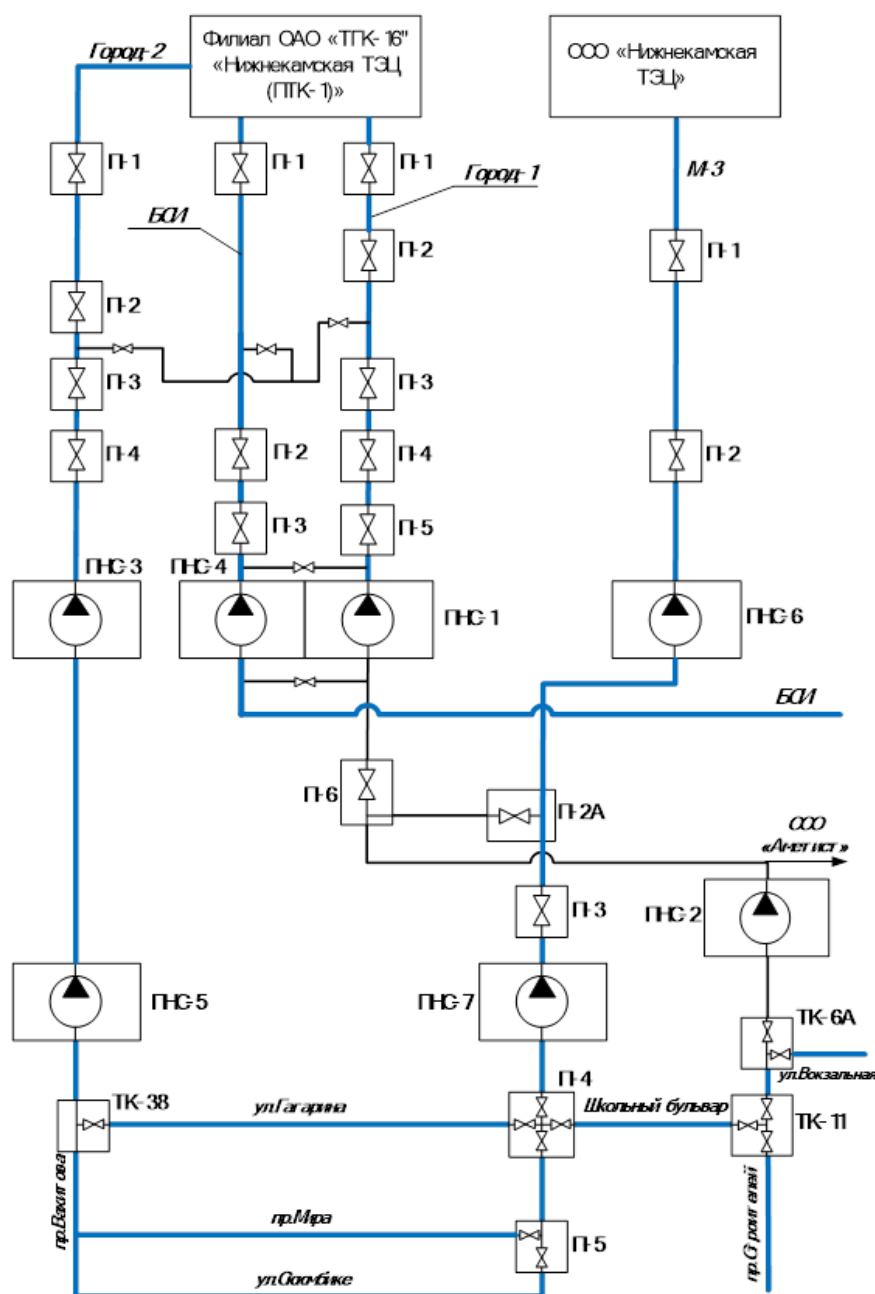 Город-2
Филиал ОАО «ТГК-16"
«Нижнекамская ТЭЦ
(ПТК-1)»
ООО «Нижнекамская
ТЭЦ»
П-1
П-1
П-1
Город-1
М-3
БСИ
П-2
П-1
П-2
П-3
П-3
П-4
П-2
П-4
П-2
П-3
П-5
ПНС-3
ПНС-4
ПНС-1
ПНС-6
БСИ
П-6
П-2А
ООО
«Аметист»
П-3
ПНС-2
ПНС-5
ПНС-7
ТК-6А
ул.Вокзальная
П-4
ТК-38
ул.Гагарина
Школьный бульвар
ТК-11
пр.Вахитова
пр.Мира
П-5
пр.Строителей
ул.Сююмбике